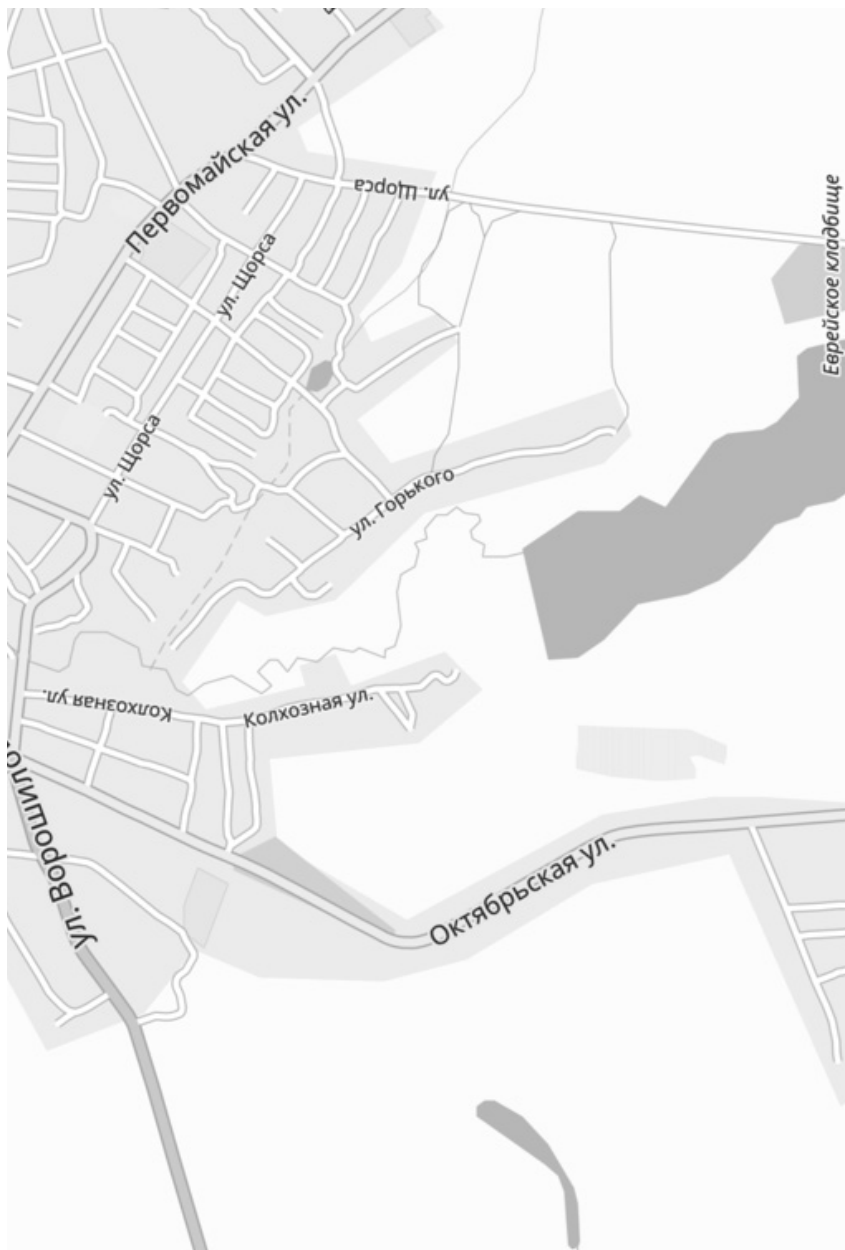 Первомайская ул.
ул. Щорса
ул. Щорса
Еврейское кладбище
ул. Щорса
ул. Горького
Колхозная ул.
Колхозная ул.
ул. Ворошило
Октябрьская ул.